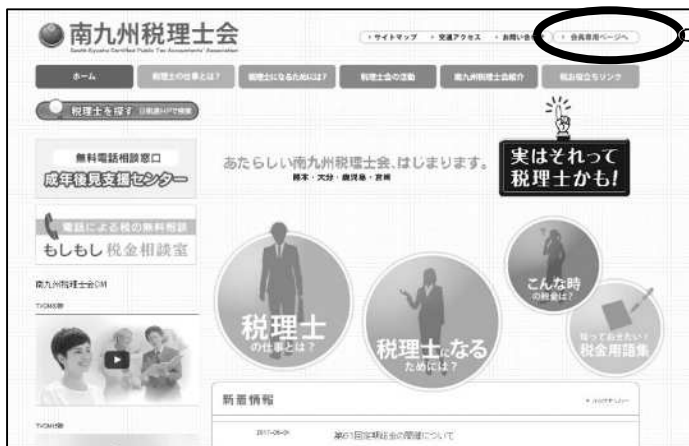 南九州税理士会
South Kyushu Certified Public Tax Accountants' Association
サイトマップ
交通アクセス
お問い合
会員専用ページへ
ホーム
税理士の仕事とは?
税理士になるためには?
税理士会の活動
南九州税理士会紹介
税お役立ちリンク
税理士を探す
無料電話相談窓口
成年後見支援センター
あたらしい南九州税理士会、はじまります。
熊本・大分・鹿児島・宮崎
実はそれって
税理士かも!
電話による税の無料相談
もしもし税金相談室
南九州税理士会CM
税理士
の仕事とは?
税理士になる
ためには?
こんな時
の税金は?
知っておきたい!
税金用語集
新着情報
2017-06-01
第61回定期総会の開催について